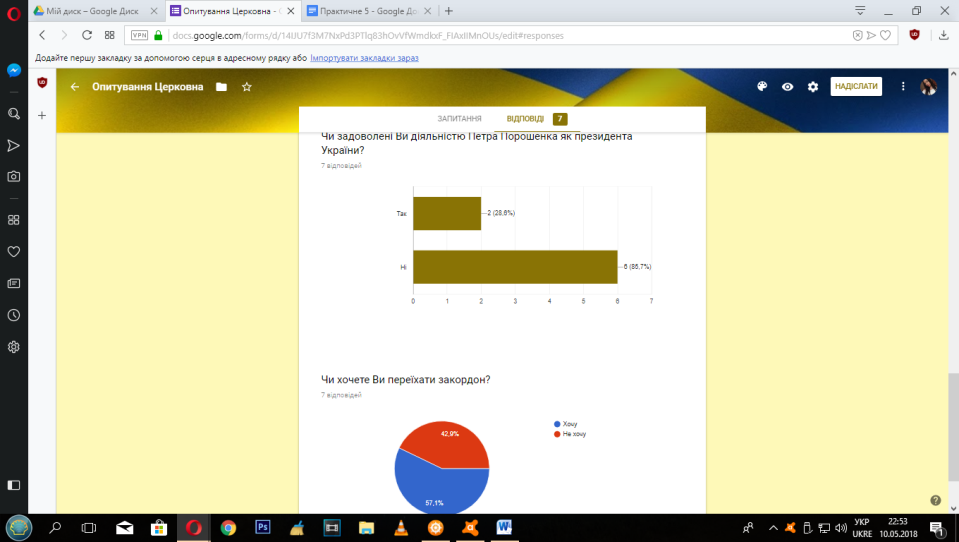 Мій диск – Google Диск
Опитування Церковна - G
Практичне 5 - Google До
VPN
docs.google.com/forms/d/14IJU7f3M7NxPd3PTlq83hOvVfWmdkxF_FIAxIIMnOUs/edit#responses
Додайте першу закладку за допомогою серця в адресному рядку або Імпортувати закладки зараз
Опитування Церковна
НАДІСЛАТИ
ЗАПИТАННЯ
ВІДПОВІДІ 7
Чи задоволені Ви діяльністю Петра Порошенка як президента
України?
7 відповідей
Так
2 (28,6%)
Ні
6 (85,7%)
0 1 2 3 4 5 6 7
Чи хочете Ви переїхати закордон?
7 відповідей
42,9%
57,1%
Хочу
Не хочу
Ps
УКР
UKRE
22:53
10.05.2018
1